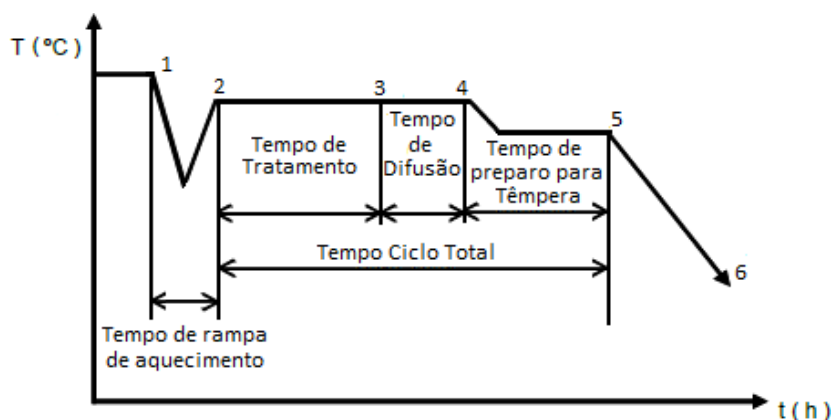 T (ºC)
1
2
3
4
5
Tempo de
Tratamento
Tempo
de
Difusão
Tempo de
preparo para
Têmpera
Tempo Ciclo Total
6
Tempo de rampa
de aquecimento
t ( h )